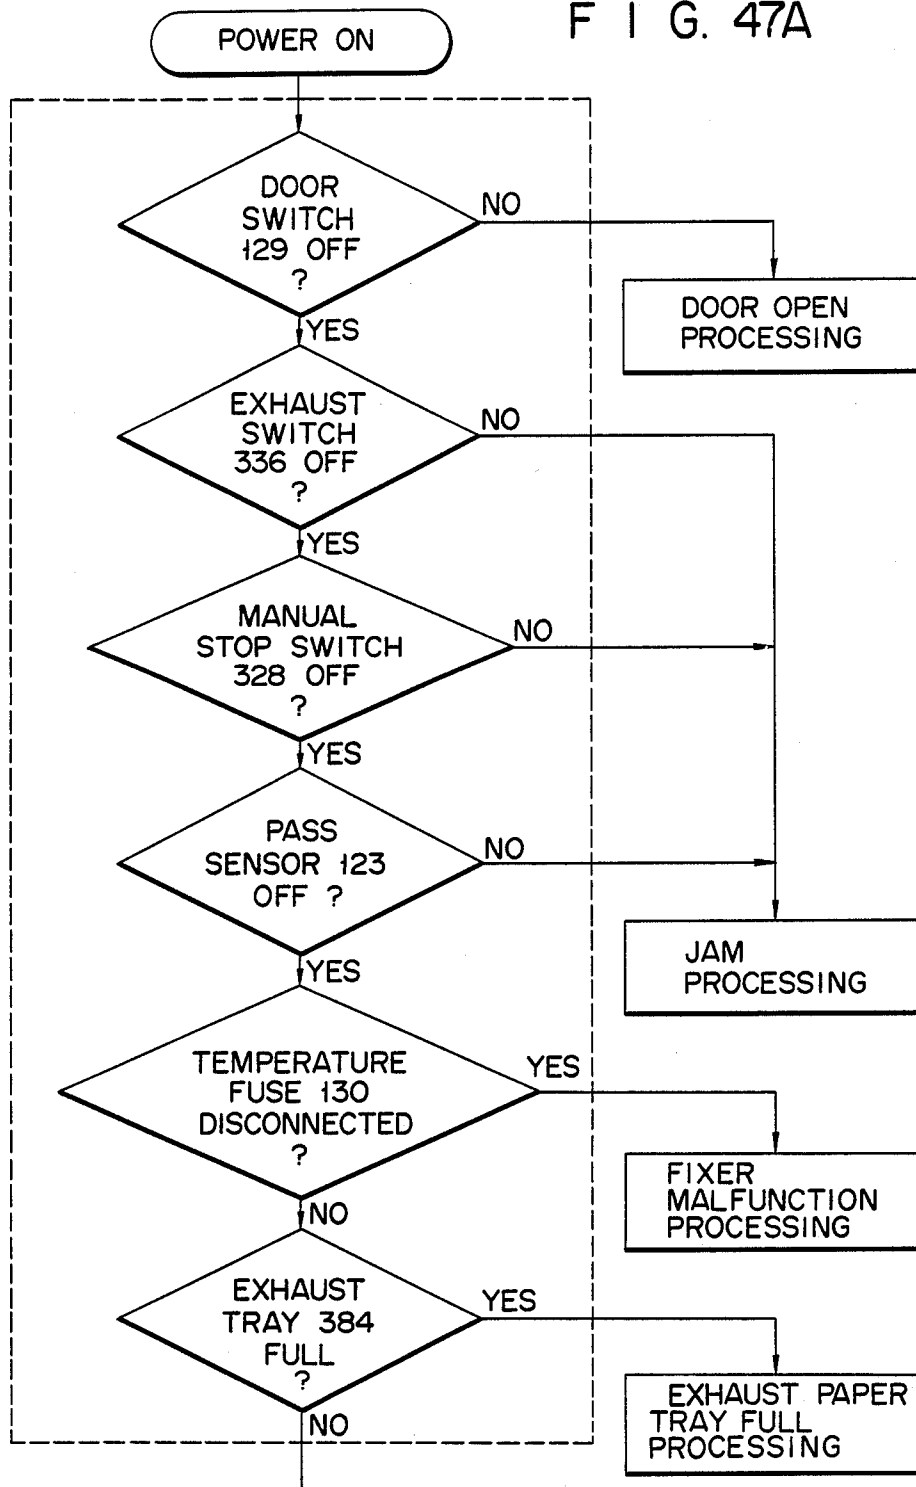 F I G. 47A
POWER ON
DOOR
SWITCH
129 OFF
?
NO
DOOR OPEN
PROCESSING
YES
EXHAUST
SWITCH
336 OFF
?
NO
YES
MANUAL
STOP SWITCH
328 OFF
?
NO
YES
PASS
SENSOR 123
OFF ?
NO
JAM
PROCESSING
YES
TEMPERATURE
FUSE 130
DISCONNECTED
?
YES
FIXER
MALFUNCTION
PROCESSING
NO
EXHAUST
TRAY 384
FULL
?
YES
EXHAUST PAPER
TRAY FULL
PROCESSING
NO